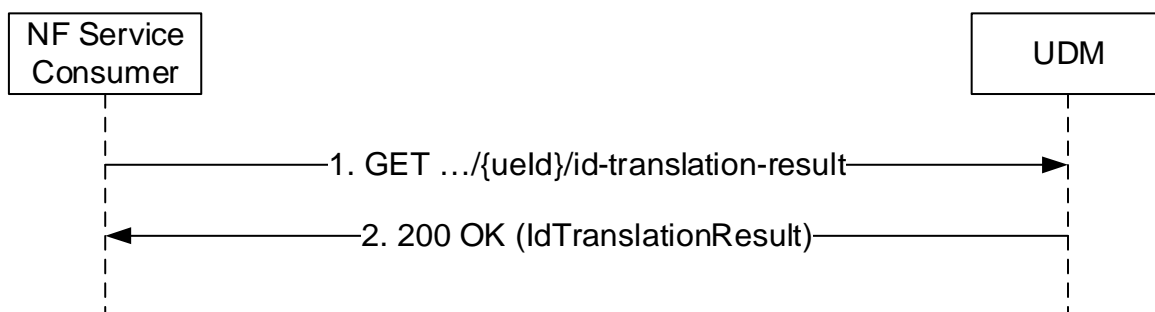 NF Service
Consumer
UDM
1. GET …/{ueId}/id-translation-result
2. 200 OK (IdTranslationResult)